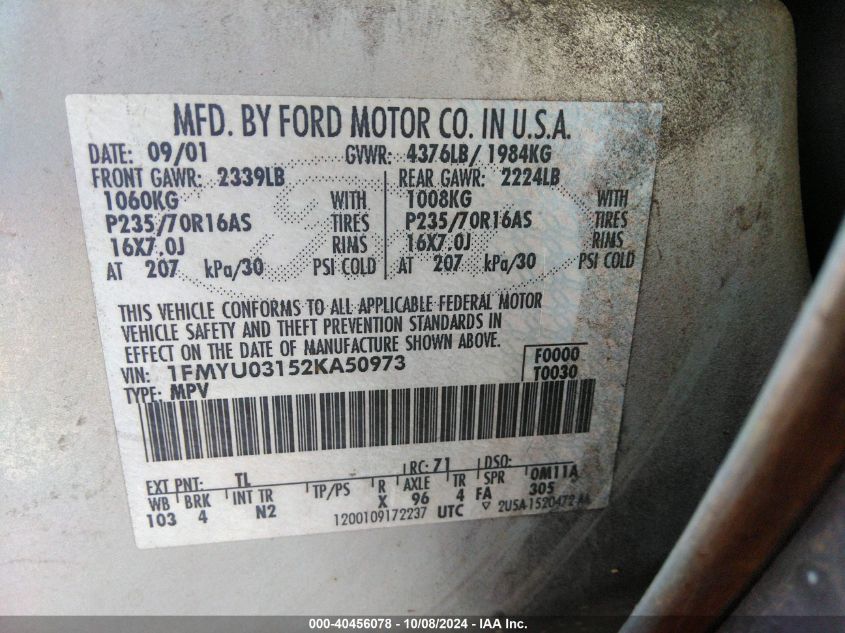 MFD. BY FORD MOTOR CO. IN U.S.A.
DATE: 09/01 GVWR: 4376LB/ 1984KG
FRONT GAWR: 2339LB REAR GAWR: 2224LB
1060KG WITH 1008KG WITH
P235/70R16AS TIRES P235/70R16AS TIRES
16X7.0J RIMS 16X7.0J RIMS
AT 207 kPa/30 PSI COLD AT 207 kPa/30 PSI COLD
THIS VEHICLE CONFORMS TO ALL APPLICABLE FEDERAL MOTOR
VEHICLE SAFETY AND THEFT PREVENTION STANDARDS IN
EFFECT ON THE DATE OF MANUFACTURE SHOWN ABOVE.
VIN: 1FMYU03152KA50973 F0000
TYPE: MPV T0030
EXT PNT: TL RC: 71 DSO:
WB BRK INT TR TP/PS R AXLE TR SPR 0M11A
103 4 N2 X 96 4 FA 305
1200109172237 UTC ▽ 2U5A-1520472-AA
000-40456078 - 10/08/2024 - IAA Inc.